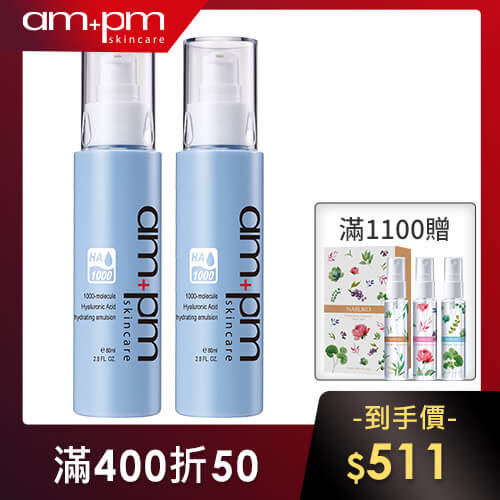 am+pm
skincare
HA
1000
1000-molecule
Hyaluronic Acid
hydrating emulsion
am+pm
skincare
℮ 80ml
2.8 FL. OZ.
HA
1000
1000-molecule
Hyaluronic Acid
hydrating emulsion
am+pm
skincare
℮ 80ml
2.8 FL. OZ.
滿1100贈
NARUKO
滿400折50
-到手價-
$511